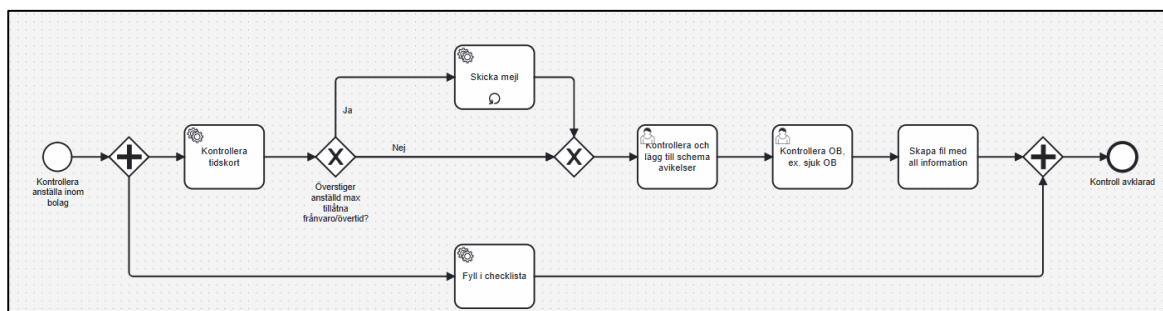 Kontrollera
anställa inom
bolag
Kontrollera
tidskort
Överstiger
anställd max
tillåtna
frånvaro/övertid?
Ja
Nej
Skicka mejl
Kontrollera och
lägg till schema
avikelser
Kontrollera OB,
ex. sjuk OB
Skapa fil med
all information
Fyll i checklista
Kontroll avklarad